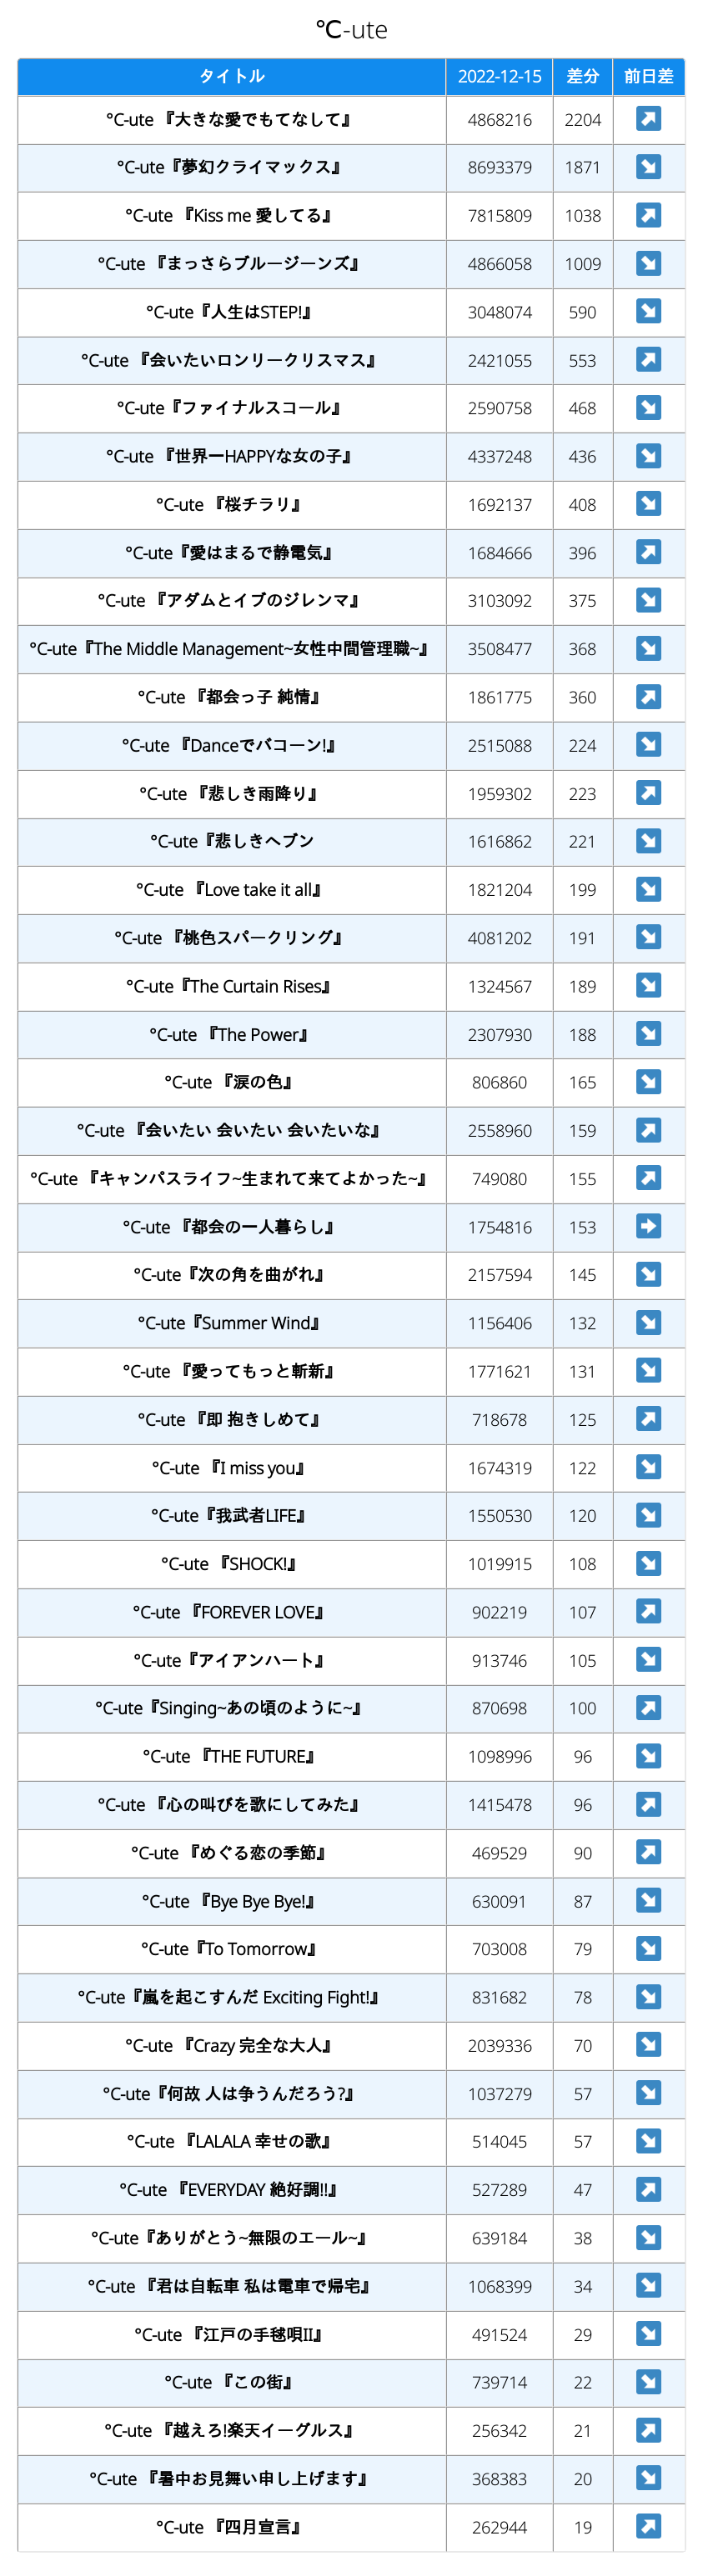 ℃-ute
タイトル 2022-12-15 差分 前日差
°C-ute 『大きな愛でもてなして』 4868216 2204 ↗
°C-ute『夢幻クライマックス』 8693379 1871 ↘
°C-ute 『Kiss me 愛してる』 7815809 1038 ↗
°C-ute 『まっさらブルージーンズ』 4866058 1009 ↘
°C-ute『人生はSTEP!』 3048074 590 ↘
°C-ute 『会いたいロンリークリスマス』 2421055 553 ↗
°C-ute『ファイナルスコール』 2590758 468 ↘
°C-ute 『世界一HAPPYな女の子』 4337248 436 ↘
°C-ute 『桜チラリ』 1692137 408 ↘
°C-ute『愛はまるで静電気』 1684666 396 ↗
°C-ute 『アダムとイブのジレンマ』 3103092 375 ↘
°C-ute『The Middle Management~女性中間管理職~』 3508477 368 ↘
°C-ute 『都会っ子 純情』 1861775 360 ↗
°C-ute 『Danceでバコーン!』 2515088 224 ↘
°C-ute 『悲しき雨降り』 1959302 223 ↗
°C-ute『悲しきヘブン 1616862 221 ↘
°C-ute 『Love take it all』 1821204 199 ↘
°C-ute 『桃色スパークリング』 4081202 191 ↘
°C-ute『The Curtain Rises』 1324567 189 ↘
°C-ute 『The Power』 2307930 188 ↘
°C-ute 『涙の色』 806860 165 ↘
°C-ute 『会いたい 会いたい 会いたいな』 2558960 159 ↗
°C-ute 『キャンパスライフ~生まれて来てよかった~』 749080 155 ↗
°C-ute 『都会の一人暮らし』 1754816 153 ➡
°C-ute『次の角を曲がれ』 2157594 145 ↘
°C-ute『Summer Wind』 1156406 132 ↘
°C-ute 『愛ってもっと斬新』 1771621 131 ↘
°C-ute 『即 抱きしめて』 718678 125 ↗
°C-ute 『I miss you』 1674319 122 ↘
°C-ute『我武者LIFE』 1550530 120 ↘
°C-ute 『SHOCK!』 1019915 108 ↘
°C-ute 『FOREVER LOVE』 902219 107 ↗
°C-ute『アイアンハート』 913746 105 ↘
°C-ute『Singing~あの頃のように~』 870698 100 ↗
°C-ute 『THE FUTURE』 1098996 96 ↘
°C-ute 『心の叫びを歌にしてみた』 1415478 96 ↗
°C-ute 『めぐる恋の季節』 469529 90 ↗
°C-ute 『Bye Bye Bye!』 630091 87 ↘
°C-ute『To Tomorrow』 703008 79 ↘
°C-ute『嵐を起こすんだ Exciting Fight!』 831682 78 ↘
°C-ute 『Crazy 完全な大人』 2039336 70 ↘
°C-ute『何故 人は争うんだろう?』 1037279 57 ↘
°C-ute 『LALALA 幸せの歌』 514045 57 ↘
°C-ute 『EVERYDAY 絶好調!!』 527289 47 ↗
°C-ute『ありがとう~無限のエール~』 639184 38 ↘
°C-ute 『君は自転車 私は電車で帰宅』 1068399 34 ↘
°C-ute 『江戸の手毬唄II』 491524 29 ↘
°C-ute 『この街』 739714 22 ↘
°C-ute 『越えろ!楽天イーグルス』 256342 21 ↗
°C-ute 『暑中お見舞い申し上げます』 368383 20 ↘
°C-ute 『四月宣言』 262944 19 ↗